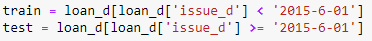 train = loan_d[loan_d['issue_d'] < '2015-6-01']
test = loan_d[loan_d['issue_d'] >= '2015-6-01']